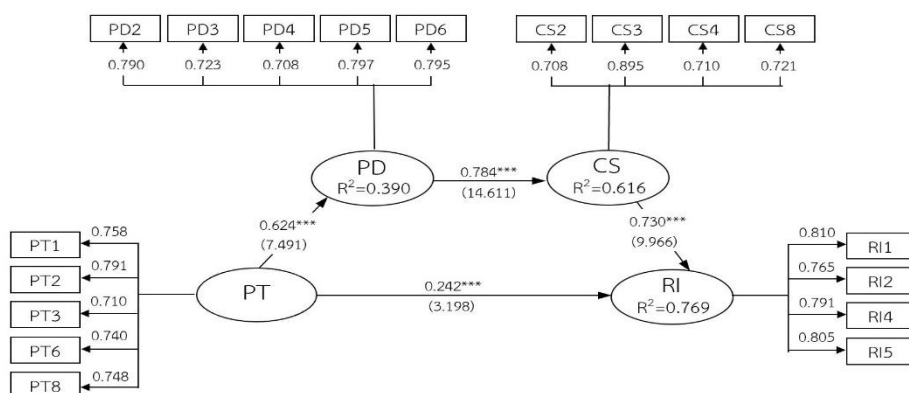 PD2 PD3 PD4 PD5 PD6 CS2 CS3 CS4 CS8
0.790 0.723 0.708 0.797 0.795 0.708 0.895 0.710 0.721
PD
R²=0.390
0.784***
(14.611)
CS
R²=0.616
0.624***
(7.491)
0.730***
(9.966)
PT1 0.758
PT2 0.791
PT3 0.710
PT6 0.740
PT8 0.748
PT
0.242***
(3.198)
RI
R²=0.769
0.810 RI1
0.765 RI2
0.791 RI4
0.805 RI5